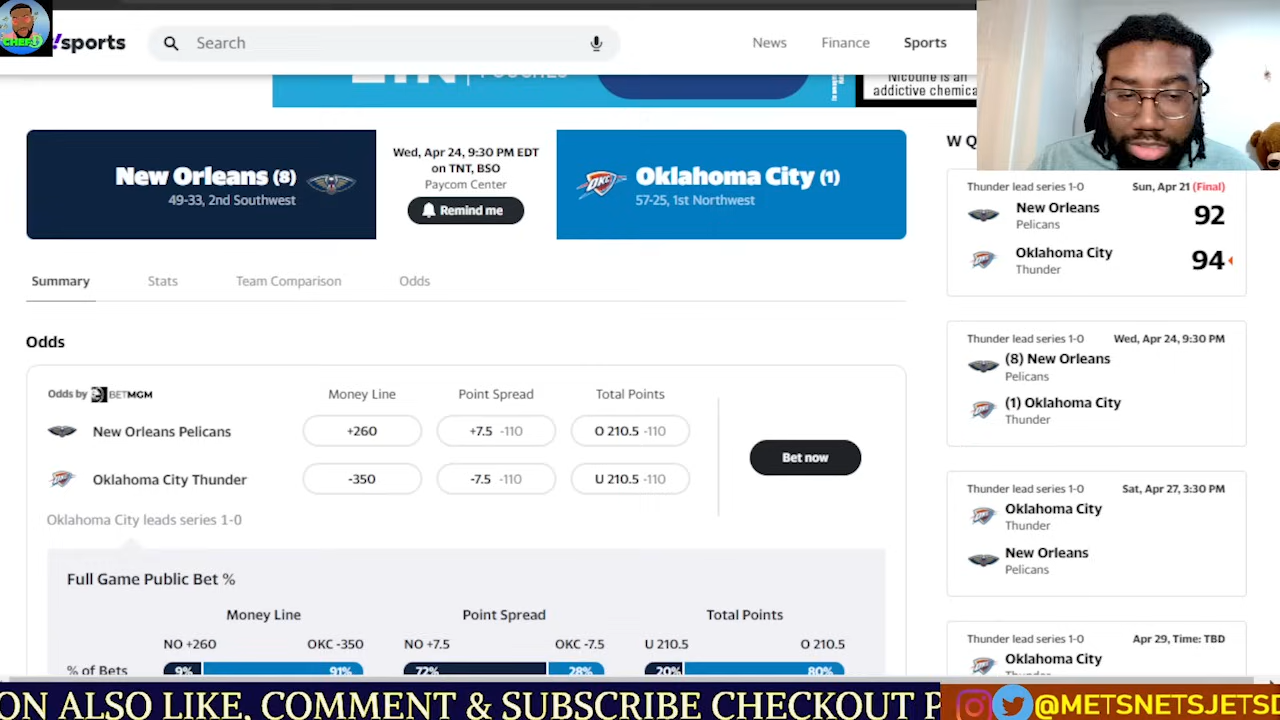 CHEFJ
!sports
Search
News
Finance
Sports
POUCHES
Nicotine is an
addictive chemica
New Orleans (8)
49-33, 2nd Southwest
Wed, Apr 24, 9:30 PM EDT
on TNT, BSO
Paycom Center
Remind me
OKC
Oklahoma City (1)
57-25, 1st Northwest
Summary
Stats
Team Comparison
Odds
Odds
Odds by BETMGM
Money Line
Point Spread
Total Points
New Orleans Pelicans
+260
+7.5 -110
O 210.5 -110
Oklahoma City Thunder
-350
-7.5 -110
U 210.5 -110
Bet now
Oklahoma City leads series 1-0
Full Game Public Bet %
Money Line
Point Spread
Total Points
NO +260
OKC -350
NO +7.5
OKC -7.5
U 210.5
O 210.5
% of Bets
9%
91%
72%
28%
20%
80%
W Q
Thunder lead series 1-0
Sun, Apr 21 (Final)
New Orleans
Pelicans
92
Oklahoma City
Thunder
94
Thunder lead series 1-0
Wed, Apr 24, 9:30 PM
(8) New Orleans
Pelicans
(1) Oklahoma City
Thunder
Thunder lead series 1-0
Sat, Apr 27, 3:30 PM
Oklahoma City
Thunder
New Orleans
Pelicans
Thunder lead series 1-0
Apr 29, Time: TBD
Oklahoma City
Thunder
ON ALSO LIKE, COMMENT & SUBSCRIBE CHECKOUT P
@METSNETSJETS